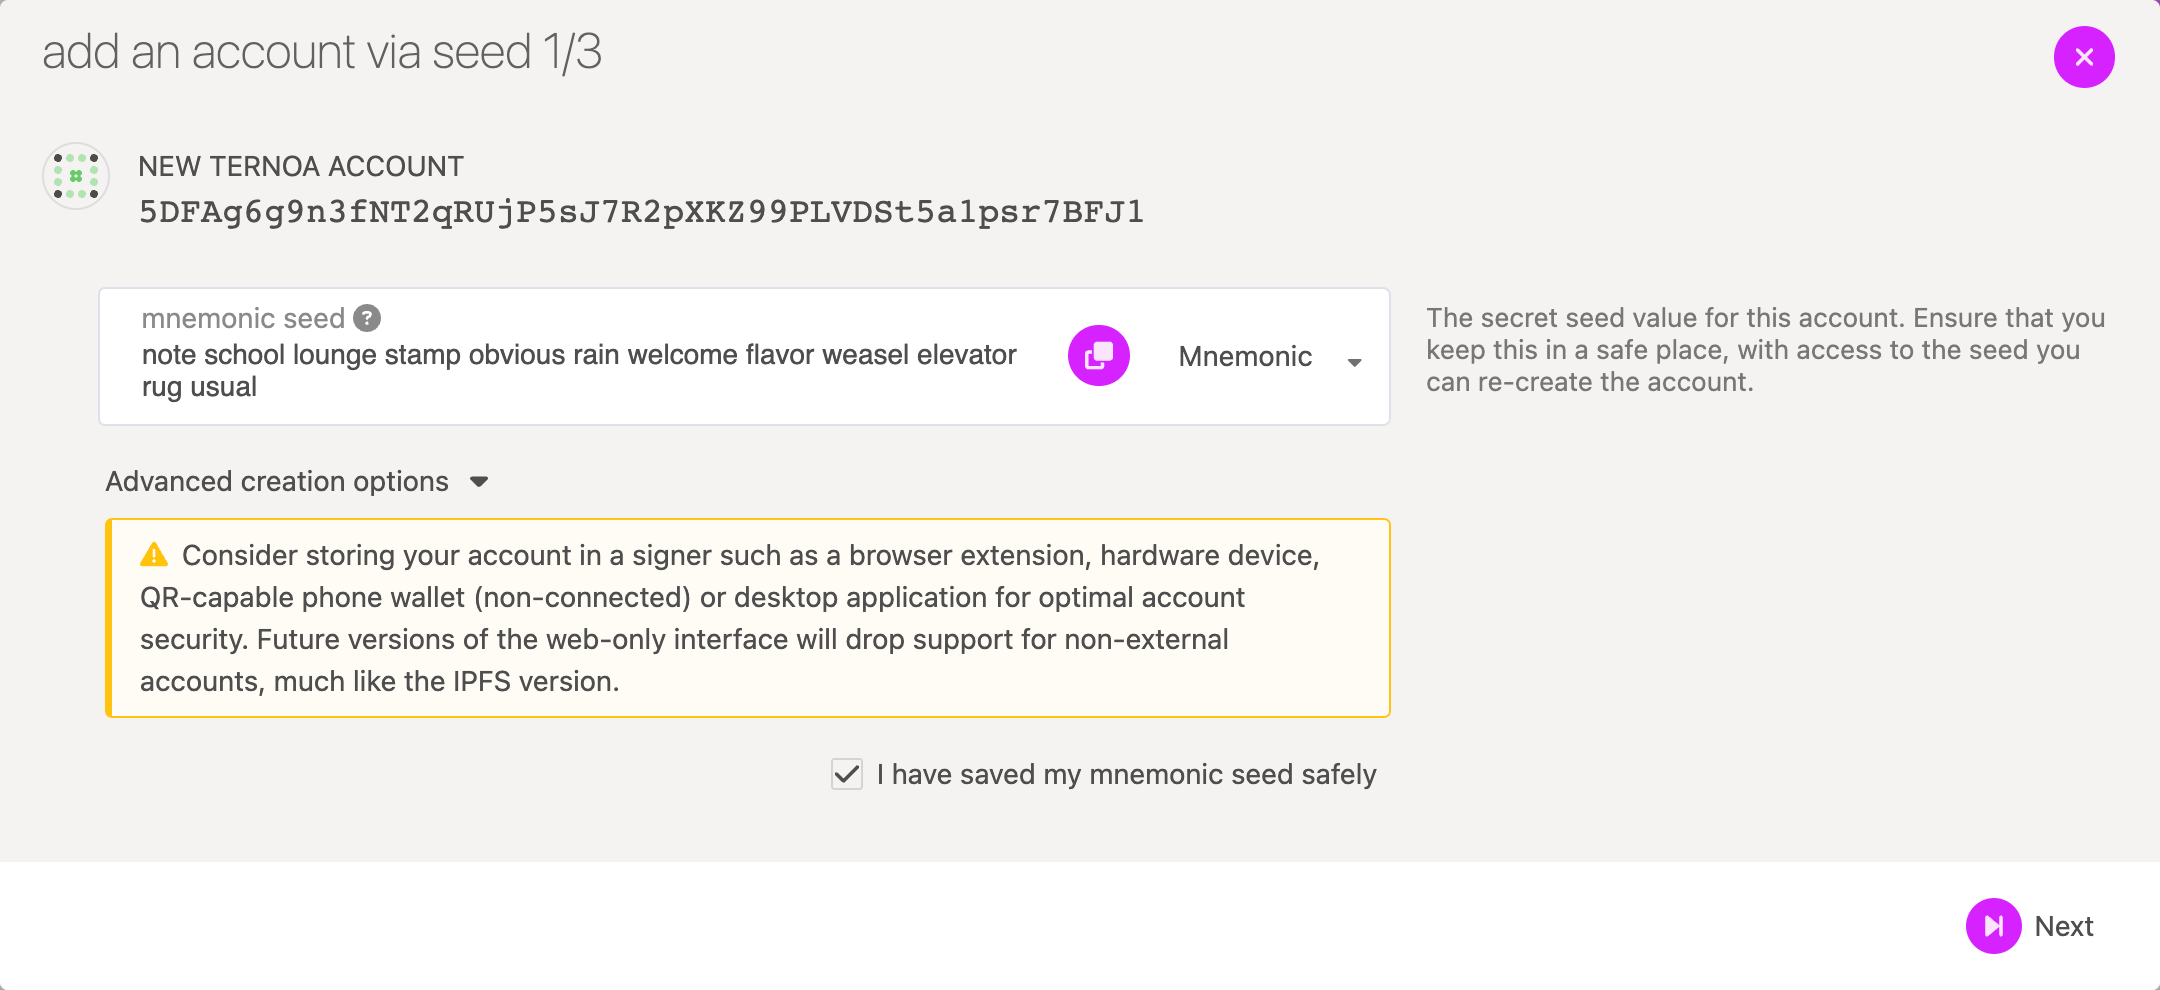 add an account via seed 1/3
NEW TERNOA ACCOUNT
5DFAg6g9n3fNT2qRUjP5sJ7R2pXKZ99PLVDSt5a1psr7BFJ1
mnemonic seed
note school lounge stamp obvious rain welcome flavor weasel elevator
rug usual
Mnemonic
The secret seed value for this account. Ensure that you
keep this in a safe place, with access to the seed you
can re-create the account.
Advanced creation options
Consider storing your account in a signer such as a browser extension, hardware device,
QR-capable phone wallet (non-connected) or desktop application for optimal account
security. Future versions of the web-only interface will drop support for non-external
accounts, much like the IPFS version.
I have saved my mnemonic seed safely
Next